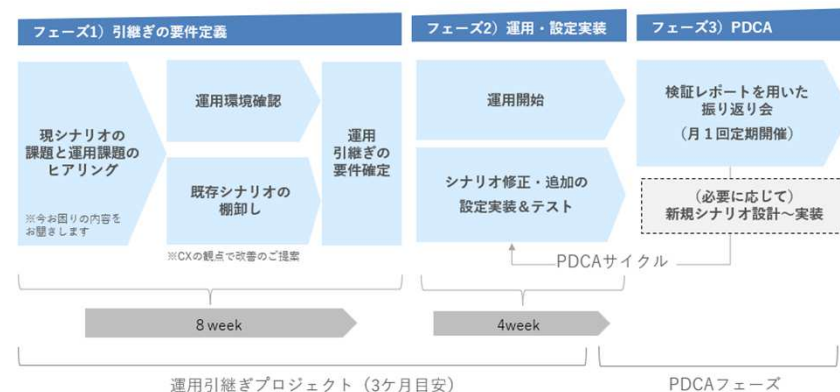 フェーズ1）引継ぎの要件定義
フェーズ2）運用・設定実装
フェーズ3）PDCA
現シナリオの
課題と運用課題の
ヒアリング
※今お困りの内容を
お聞きします
運用環境確認
既存シナリオの
棚卸し
※CXの観点で改善のご提案
運用
引継ぎの
要件確定
運用開始
シナリオ修正・追加の
設定実装＆テスト
検証レポートを用いた
振り返り会
（月１回定期開催）
（必要に応じて）
新規シナリオ設計～実装
PDCAサイクル
8 week
4week
運用引継ぎプロジェクト（3ケ月目安）
PDCAフェーズ